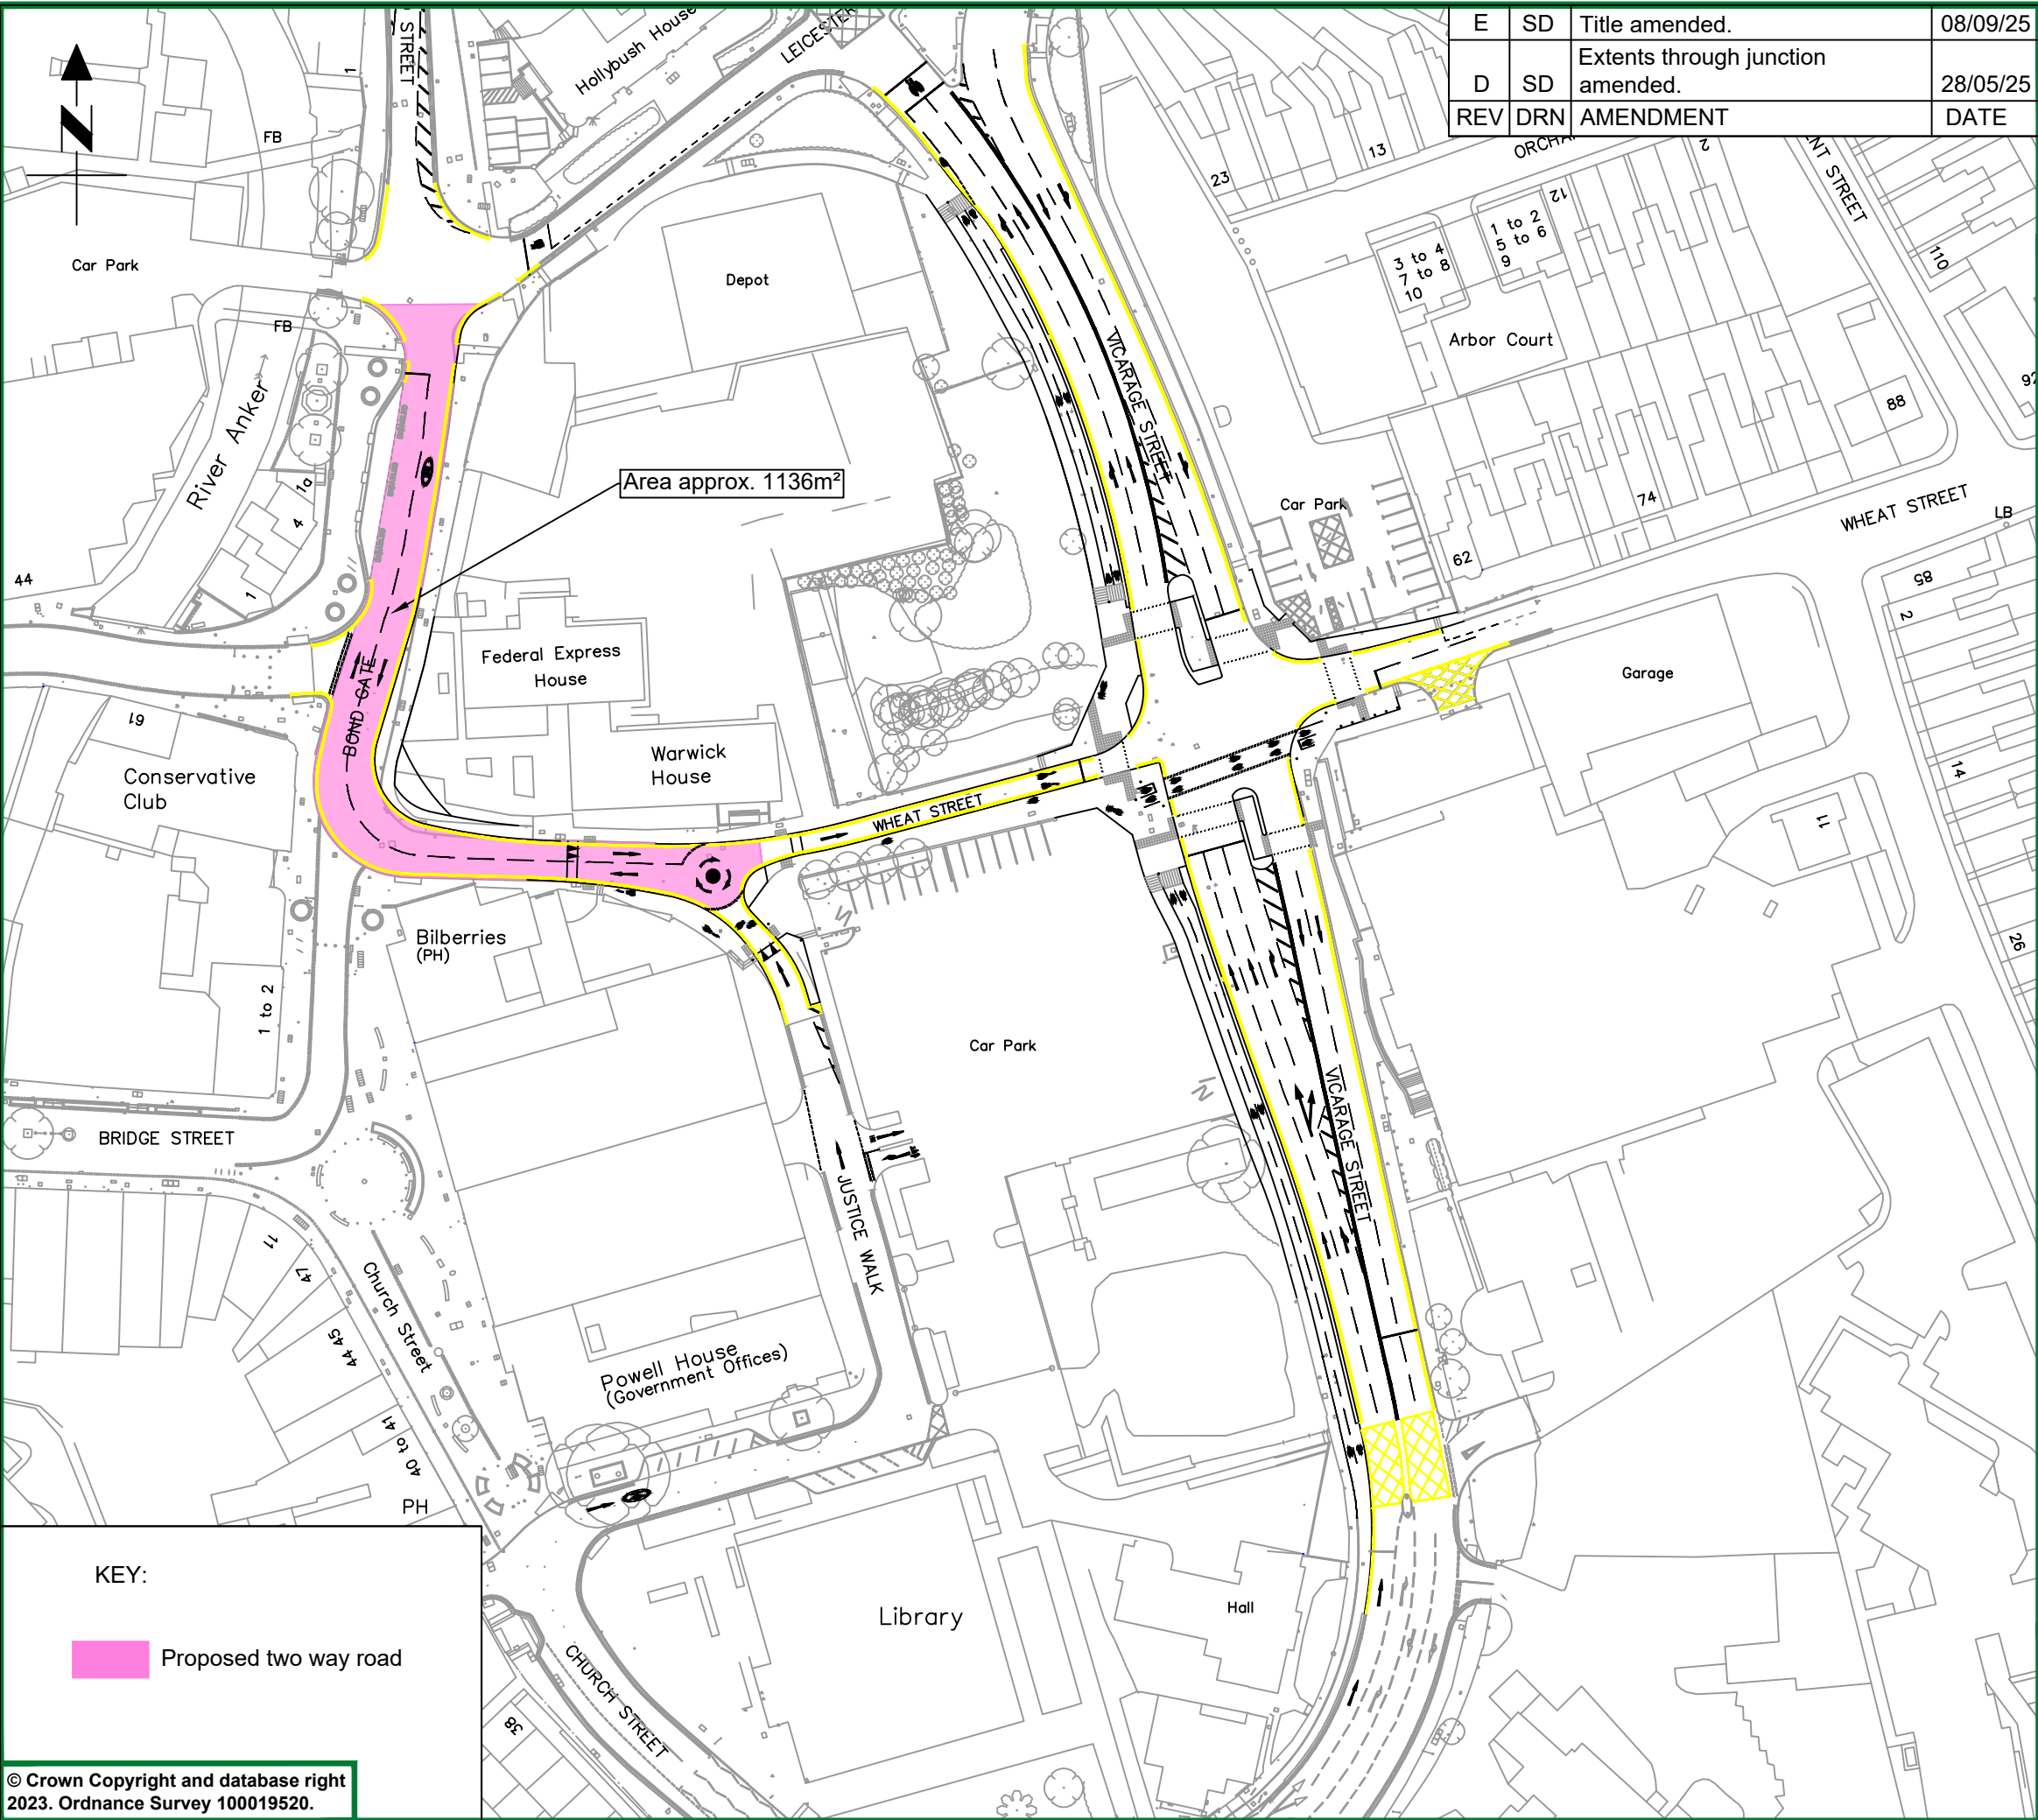 E SD Title amended. 08/09/25
D SD Extents through junction amended. 28/05/25
REV DRN AMENDMENT DATE
N
STREET
1
Hollybush House
FB
Car Park
FB
River Anker
1a
4
1
44
Depot
Area approx. 1136m²
VICARAGE STREET
23
13
2
12
1 to 2
5 to 6
9
3 to 4
7 to 8
10
Arbor Court
110
92
88
74
62
Car Park
WHEAT STREET
LB
85
2
14
26
11
Garage
Federal Express
House
Warwick
House
BOND GATE
61
Conservative
Club
WHEAT STREET
Bilberries
(PH)
1 to 2
Car Park
IN
BRIDGE STREET
JUSTICE WALK
VICARAGE STREET
11
47
44 45
Church Street
40 to 41
PH
Powell House
(Government Offices)
Library
Hall
CHURCH STREET
38
KEY:
Proposed two way road
© Crown Copyright and database right
2023. Ordnance Survey 100019520.